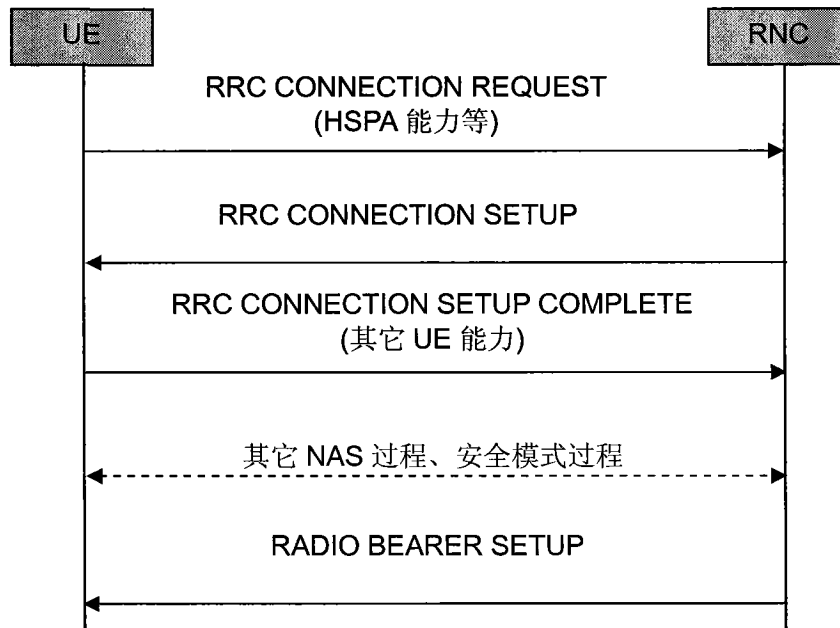 UE
RNC
RRC CONNECTION REQUEST
(HSPA 能力等)
RRC CONNECTION SETUP
RRC CONNECTION SETUP COMPLETE
(其它 UE 能力)
其它 NAS 过程、安全模式过程
RADIO BEARER SETUP